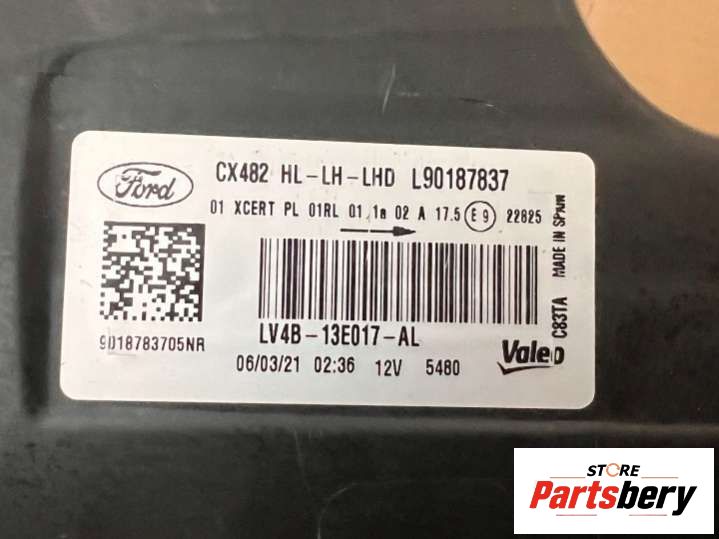 Ford
CX482 HL-LH-LHD L90187837
01 XCERT PL 01RL 01 1a 02 A 17.5 E9 22825
9018783705NR
LV4B-13E017-AL
06/03/21 02:36 12V 5480
Valeo
C83TA MADE IN SPAIN
STORE
Partsbery